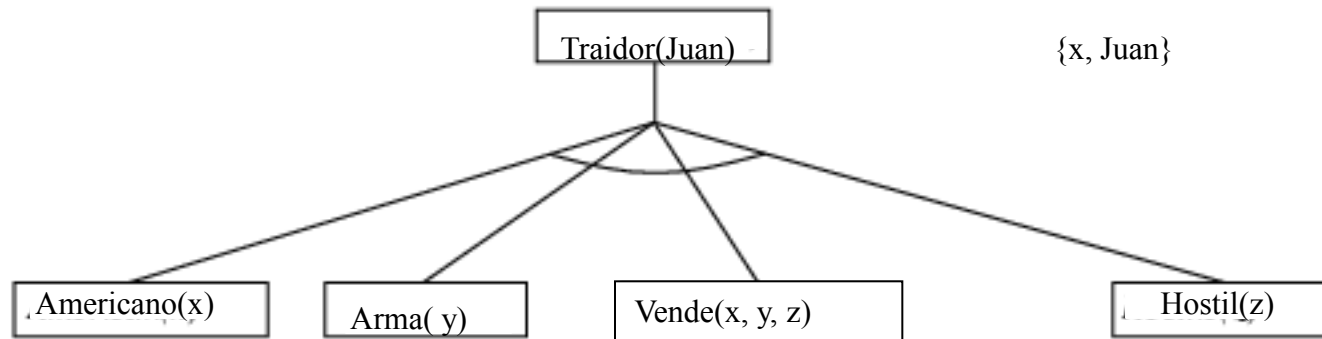 Traidor(Juan)
{x, Juan}
Americano(x)
Arma( y)
Vende(x, y, z)
Hostil(z)